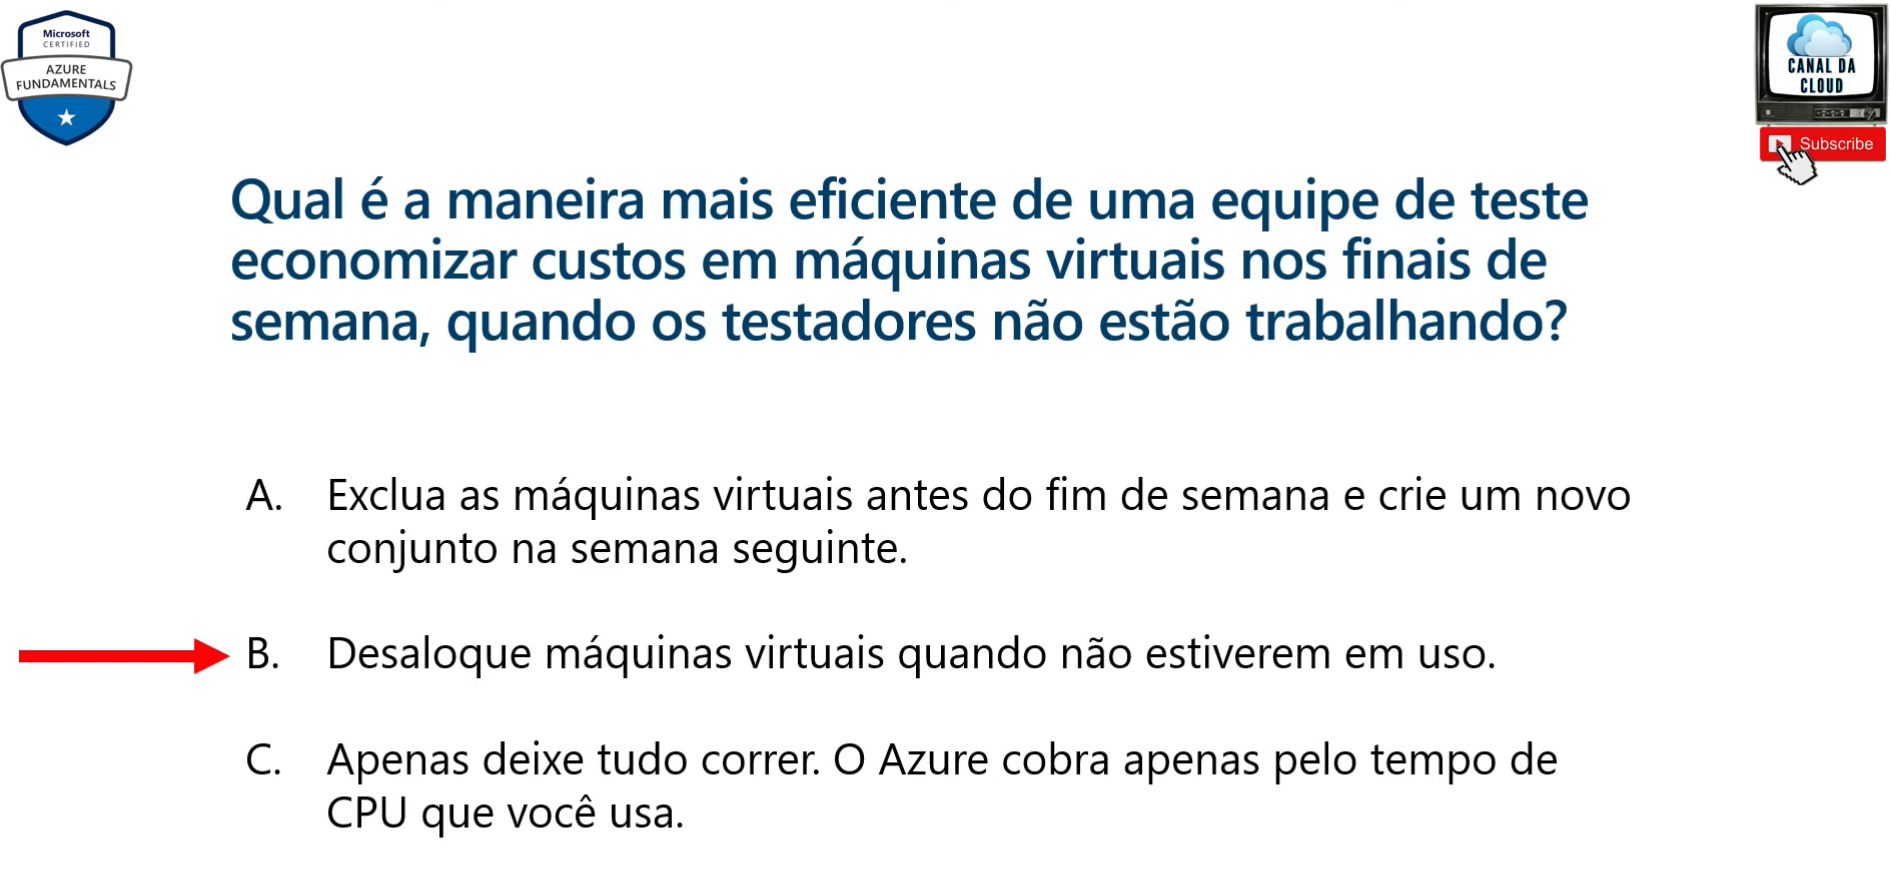 Microsoft
CERTIFIED
AZURE
FUNDAMENTALS
CANAL DA
CLOUD
Subscribe
Qual é a maneira mais eficiente de uma equipe de teste
economizar custos em máquinas virtuais nos finais de
semana, quando os testadores não estão trabalhando?
A. Exclua as máquinas virtuais antes do fim de semana e crie um novo
conjunto na semana seguinte.
B. Desaloque máquinas virtuais quando não estiverem em uso.
C. Apenas deixe tudo correr. O Azure cobra apenas pelo tempo de
CPU que você usa.